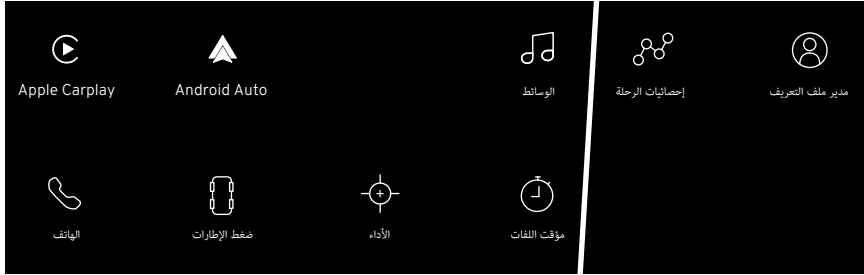 Apple Carplay
Android Auto
الوسائط
إحصائيات الرحلة
مدير ملف التعريف
الهاتف
ضغط الإطارات
الأداء
مؤقت اللفات